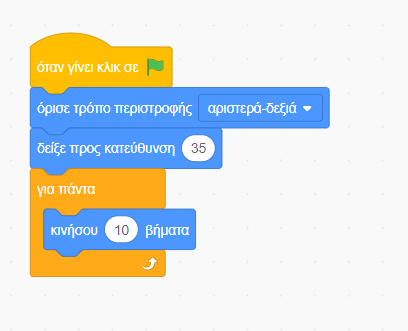 όταν γίνει κλικ σε
όρισε τρόπο περιστροφής αριστερά-δεξιά
δείξε προς κατεύθυνση 35
για πάντα
κινήσου 10 βήματα